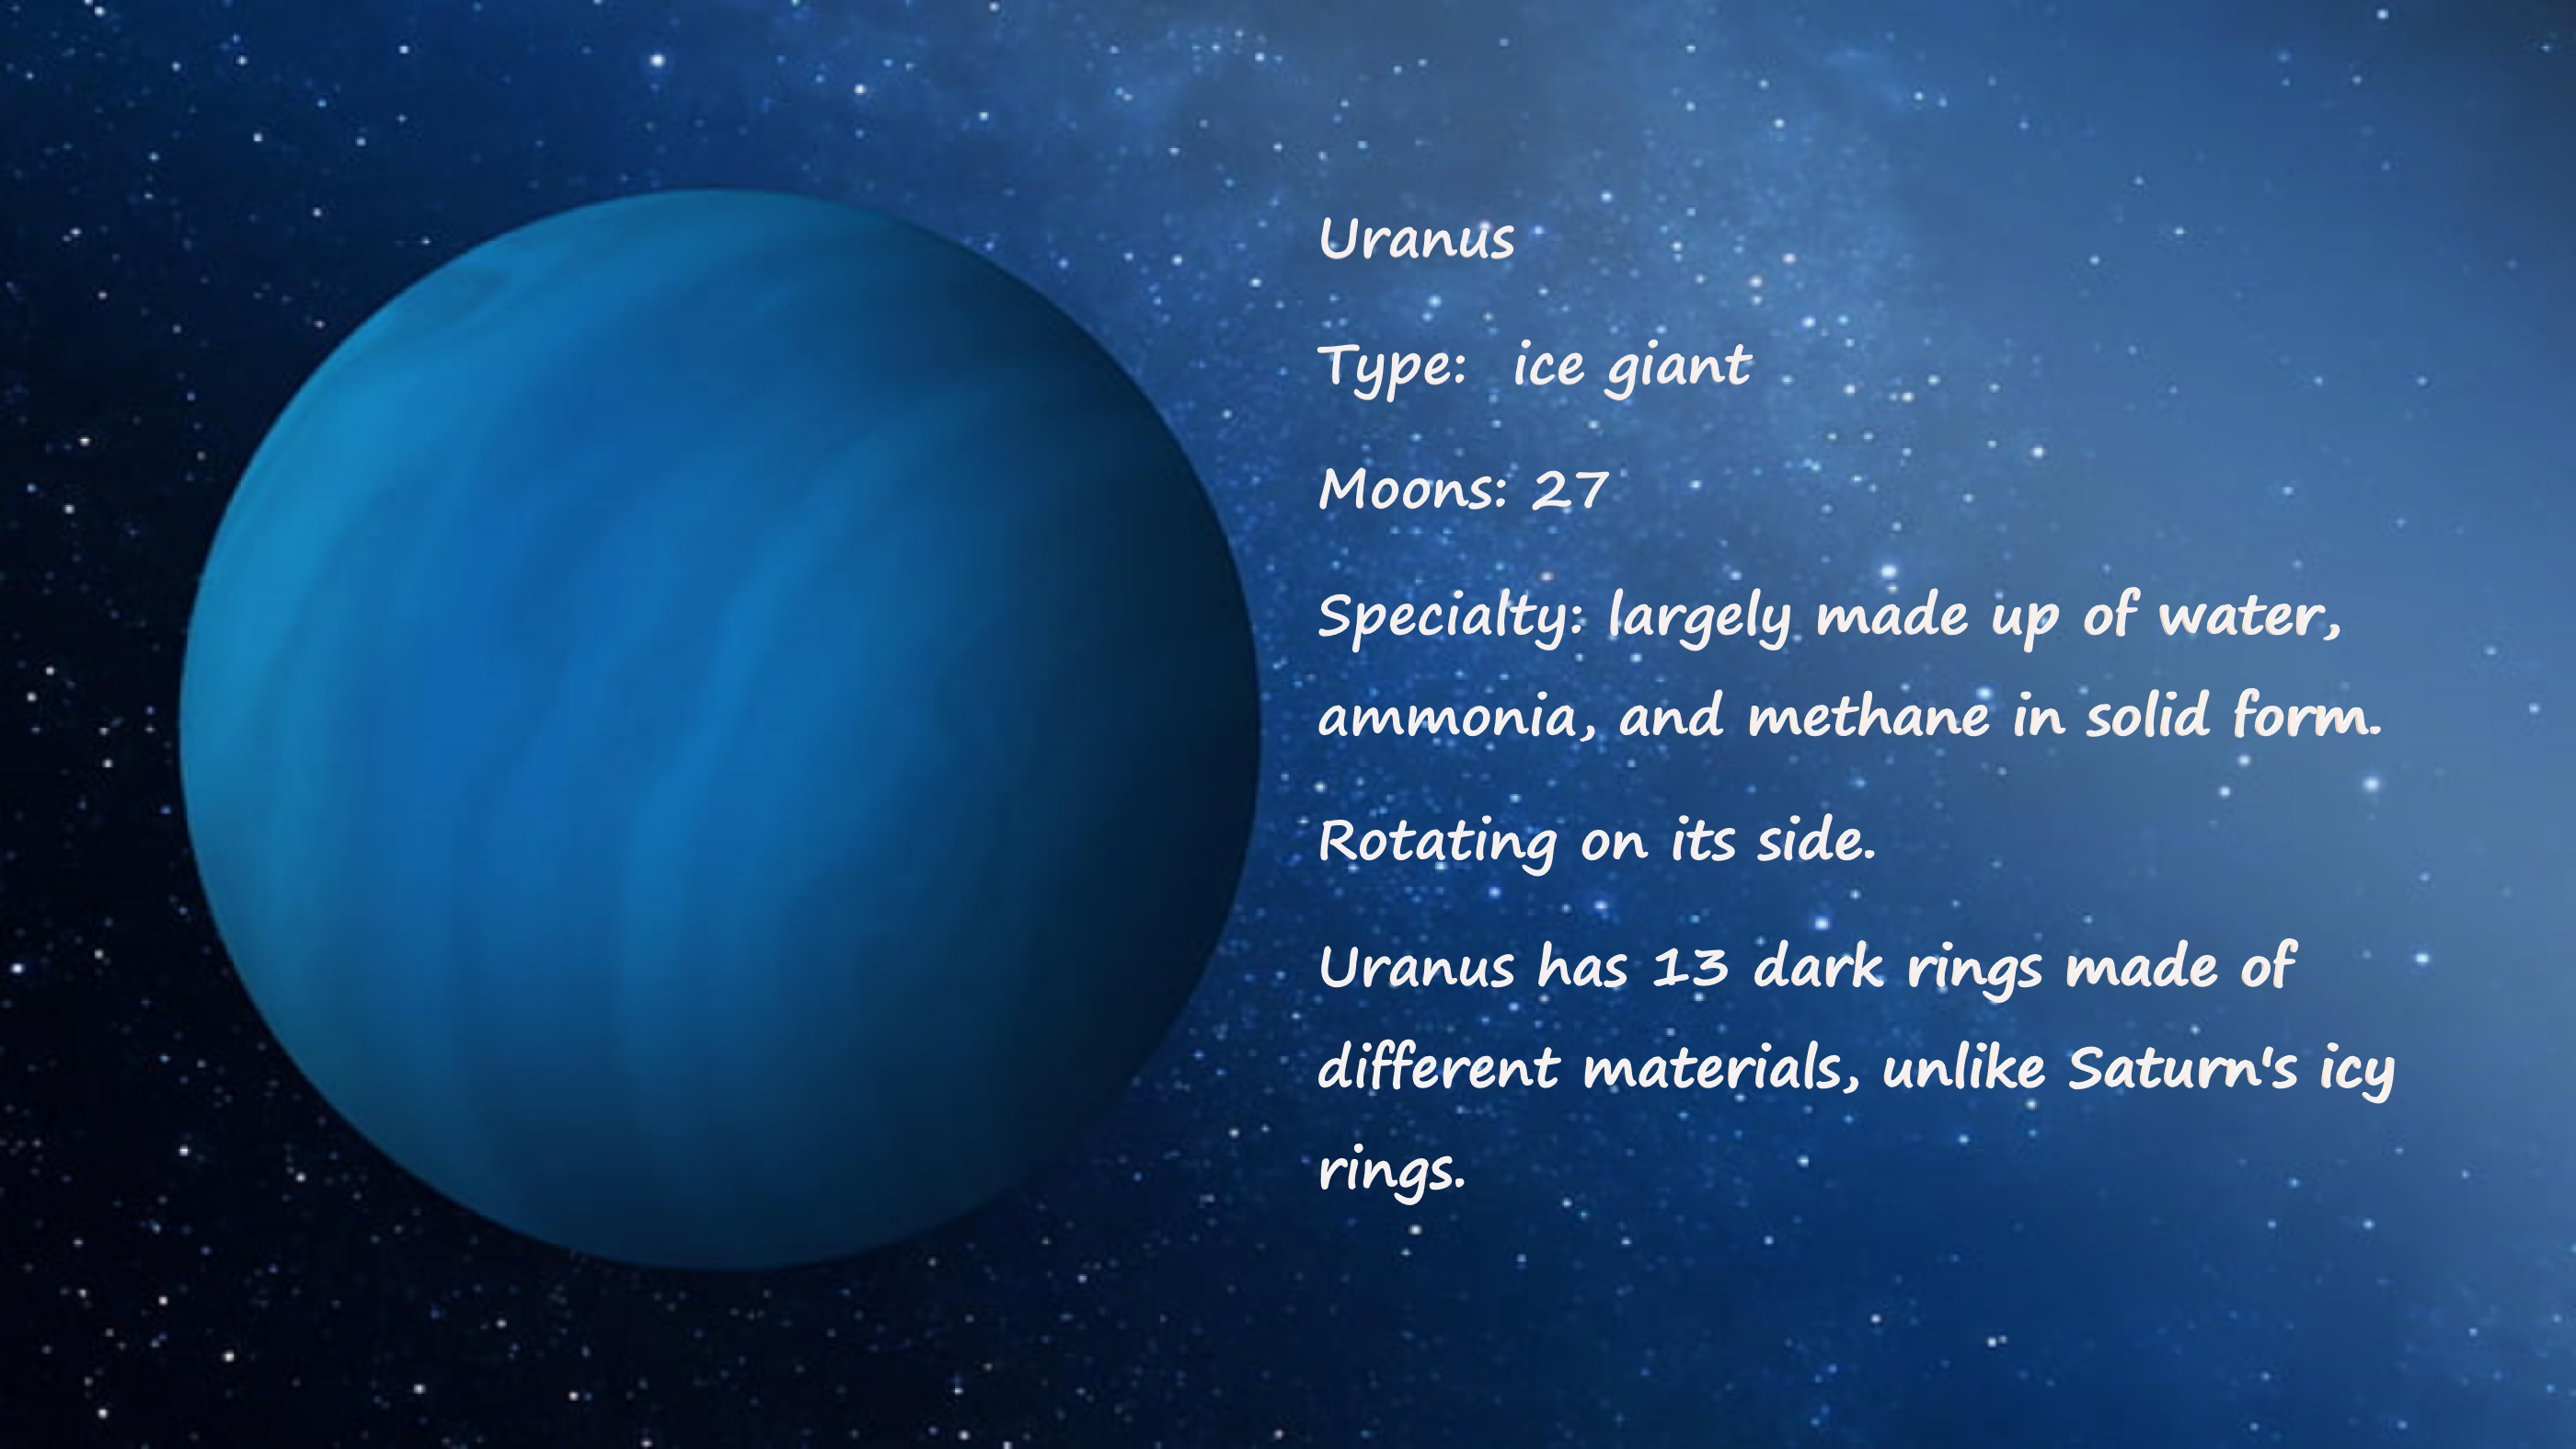 Uranus
Type:  ice giant
Moons: 27
Specialty: largely made up of water,
ammonia, and methane in solid form.
Rotating on its side.
Uranus has 13 dark rings made of
different materials, unlike Saturn's icy
rings.